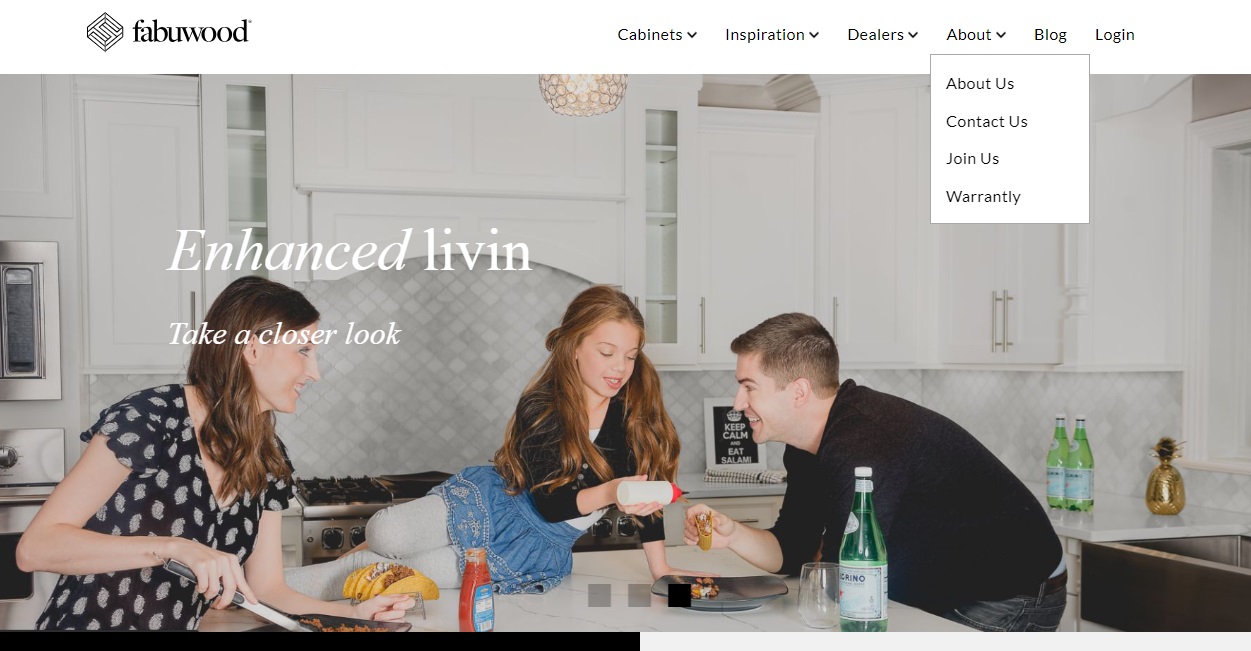 fabuwood
Cabinets
Inspiration
Dealers
About
Blog
Login
About Us
Contact Us
Join Us
Warrantly
Enhanced livin
Take a closer look
KEEP
CALM
AND
EAT
SALAMI